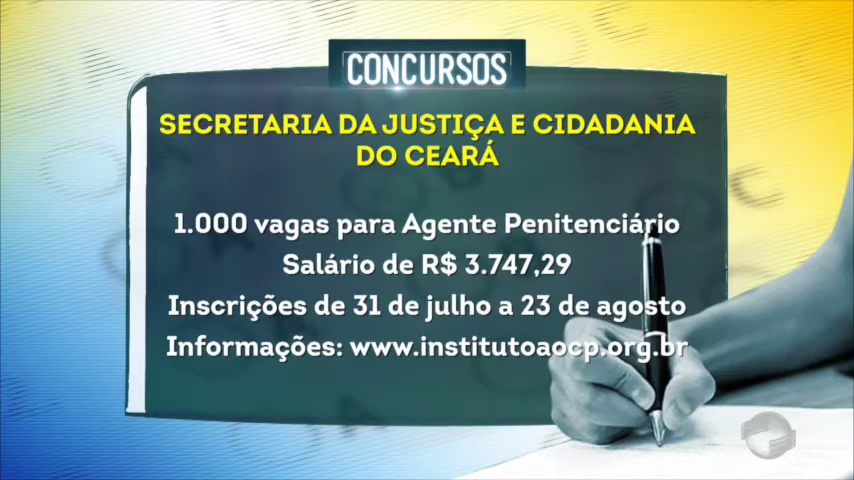 CONCURSOS
SECRETARIA DA JUSTIÇA E CIDADANIA
DO CEARÁ
1.000 vagas para Agente Penitenciário
Salário de R$ 3.747,29
Inscrições de 31 de julho a 23 de agosto
Informações: www.institutoaocp.org.br